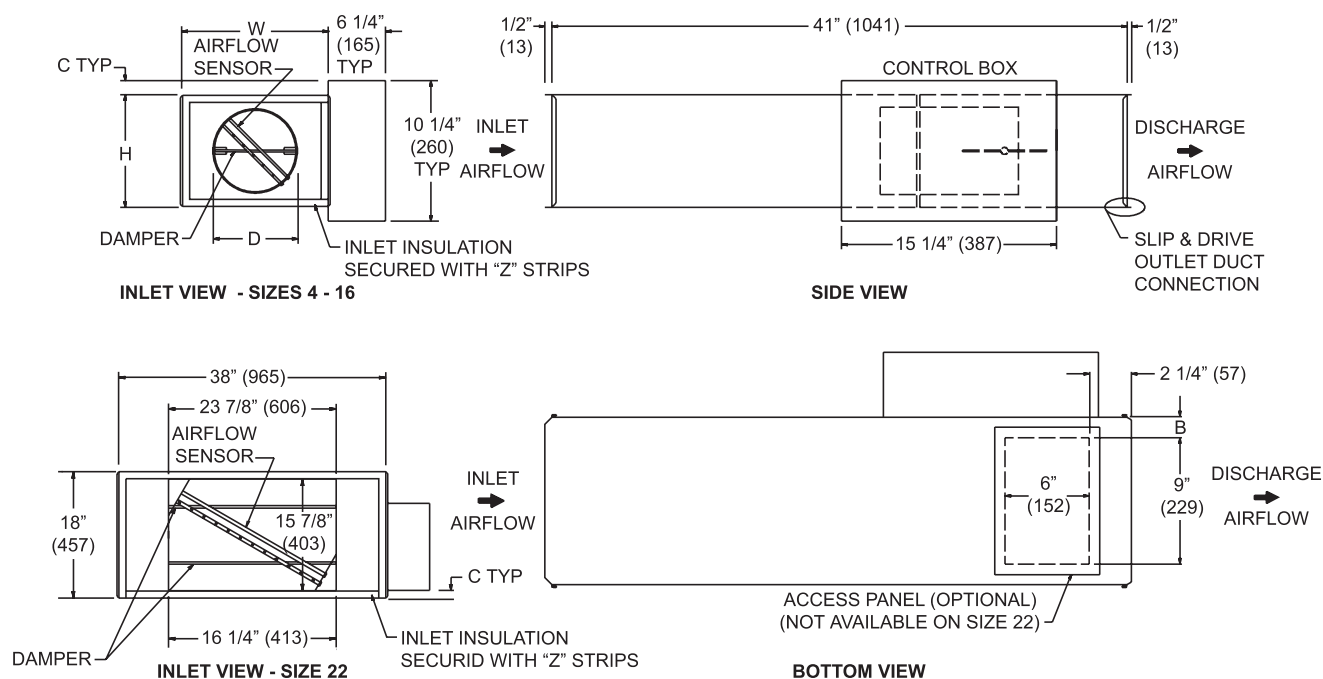 W
6 1/4”
(165)
TYP
AIRFLOW
SENSOR
C TYP
H
10 1/4”
(260)
TYP
DAMPER
D
INLET INSULATION
SECURED WITH “Z” STRIPS
INLET VIEW - SIZES 4 - 16
1/2”
(13)
41” (1041)
1/2”
(13)
CONTROL BOX
INLET
AIRFLOW
DISCHARGE
AIRFLOW
15 1/4” (387)
SLIP & DRIVE
OUTLET DUCT
CONNECTION
SIDE VIEW
38” (965)
23 7/8” (606)
AIRFLOW
SENSOR
18”
(457)
15 7/8”
(403)
C TYP
16 1/4” (413)
DAMPER
INLET INSULATION
SECURID WITH “Z” STRIPS
INLET VIEW - SIZE 22
INLET
AIRFLOW
2 1/4” (57)
B
6”
(152)
9”
(229)
DISCHARGE
AIRFLOW
ACCESS PANEL (OPTIONAL)
(NOT AVAILABLE ON SIZE 22)
BOTTOM VIEW